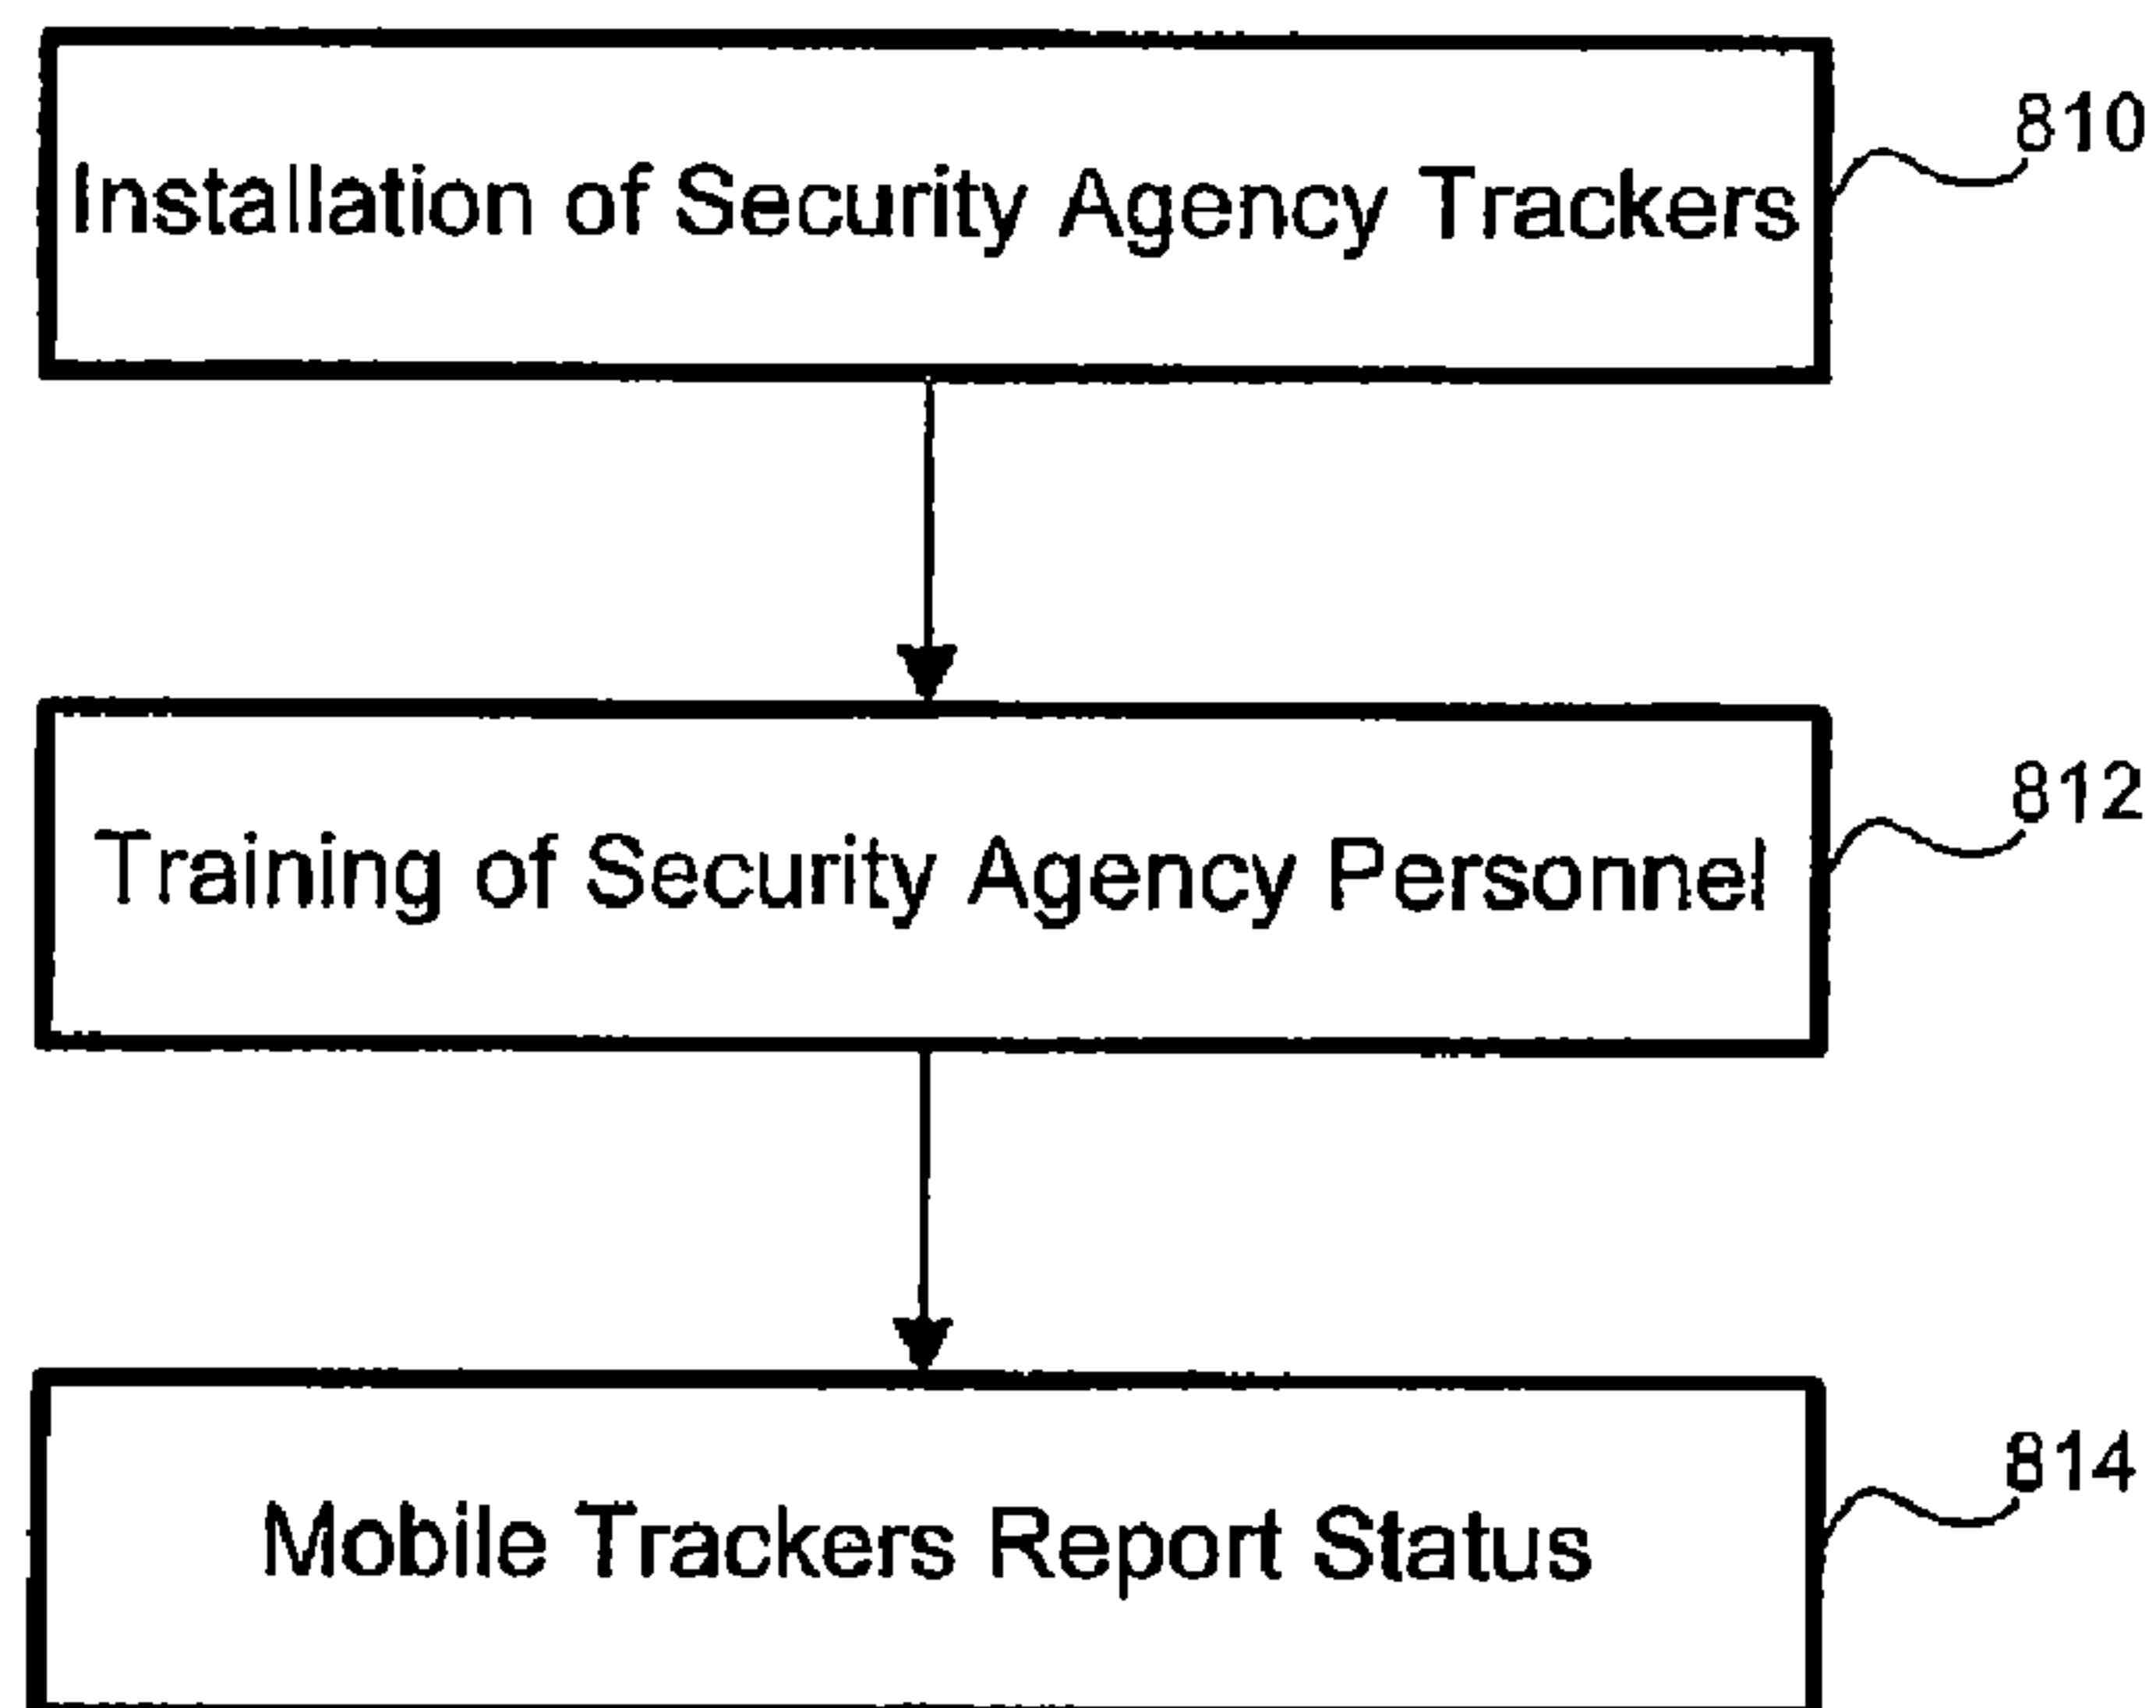 Installation of Security Agency Trackers
810
Training of Security Agency Personnel
812
Mobile Trackers Report Status
814